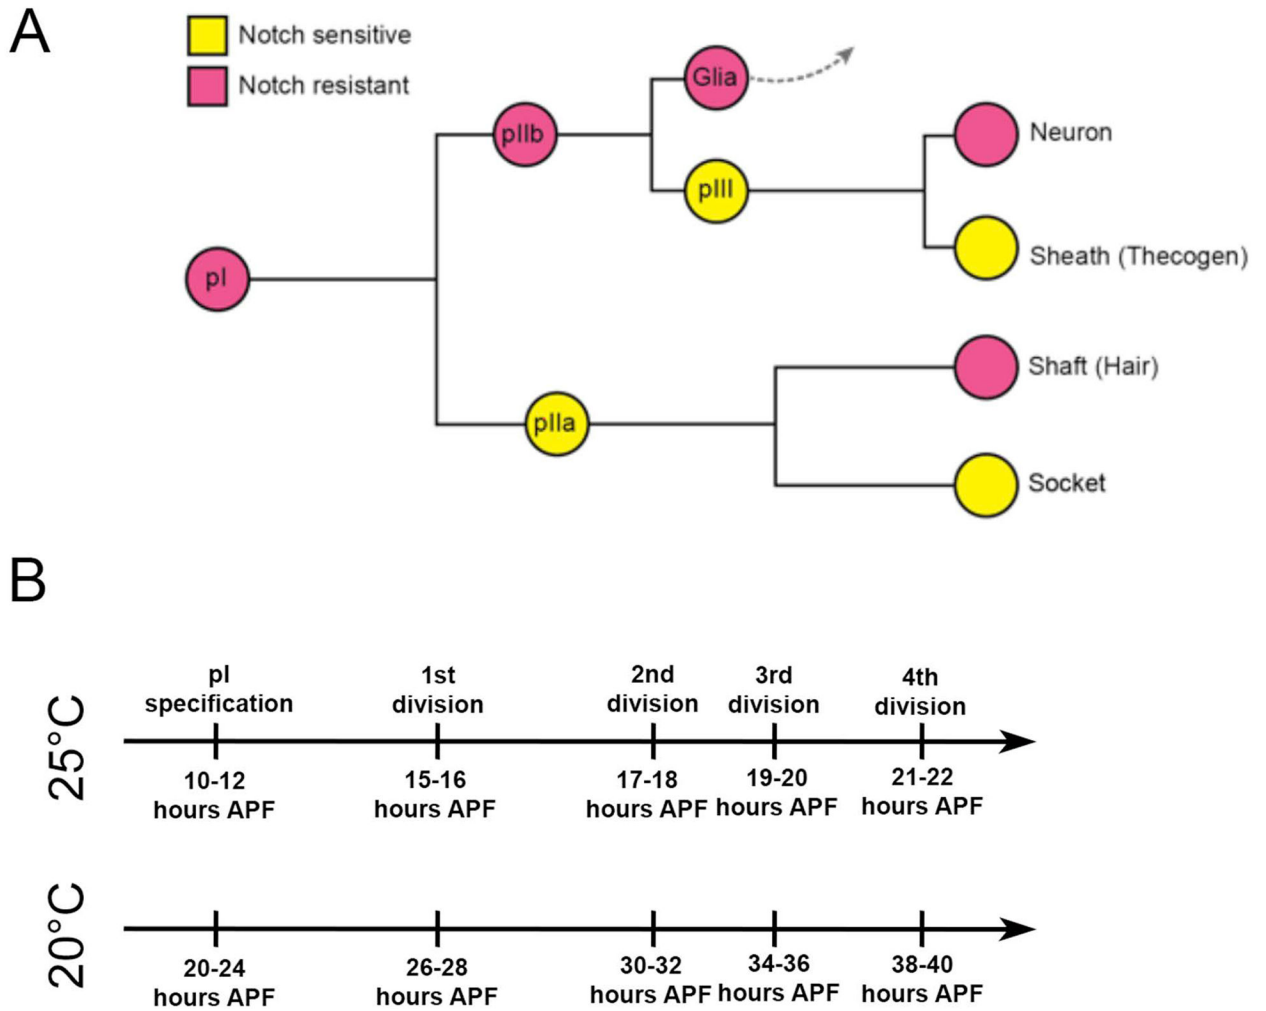 A
Notch sensitive
Notch resistant
Glia
pIIb
Neuron
pIII
Sheath (Thecogen)
pI
Shaft (Hair)
pIIa
Socket
B
25°C
pI
specification
1st
division
2nd
division
3rd
division
4th
division
10-12
hours APF
15-16
hours APF
17-18
hours APF
19-20
hours APF
21-22
hours APF
20°C
20-24
hours APF
26-28
hours APF
30-32
hours APF
34-36
hours APF
38-40
hours APF